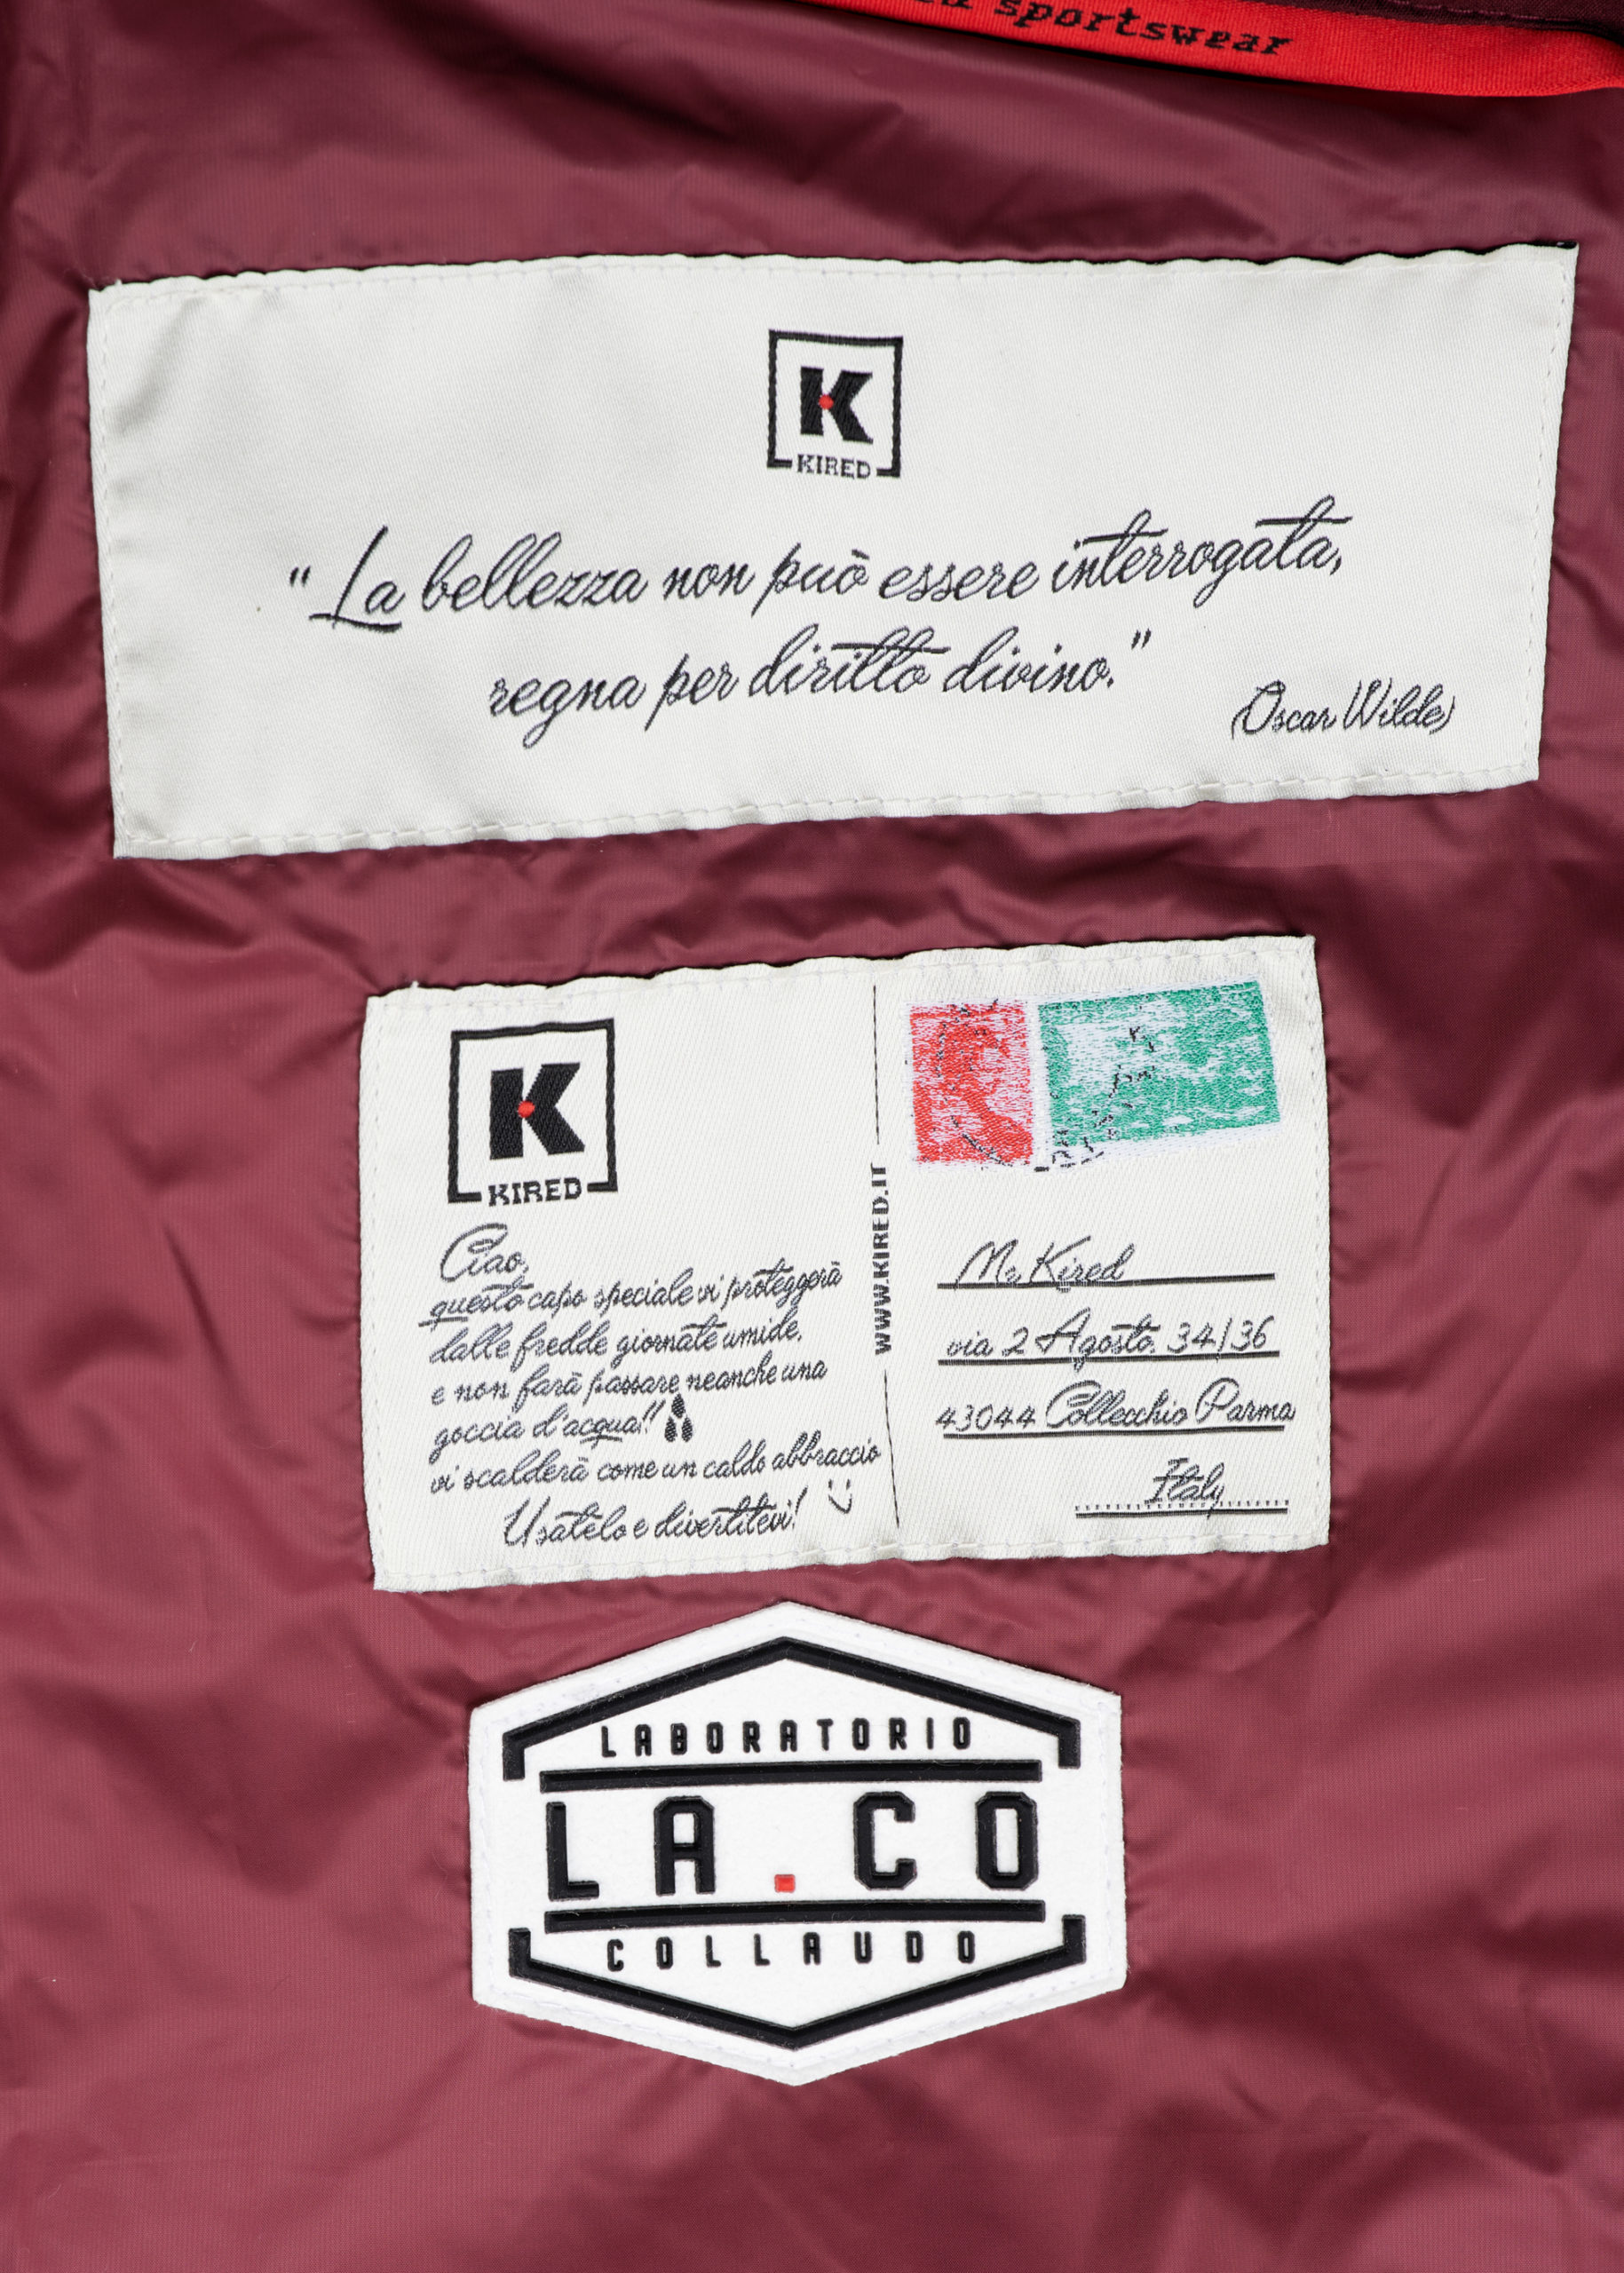 sportswear
K
KIRED
"La bellezza non può essere interrogata,
regna per diritto divino."
(Oscar Wilde)
K
KIRED
Ciao,
questo capo speciale vi proteggerà
dalle fredde giornate umide,
e non farà passare neanche una
goccia d'acqua!!
vi scalderà come un caldo abbraccio
Usatelo e divertitevi! :)
WWW.KIRED.IT
Mr Kired
via 2 Agosto, 34/36
43044 Collecchio Parma
Italy
LABORATORIO
LA.CO
COLLAUDO